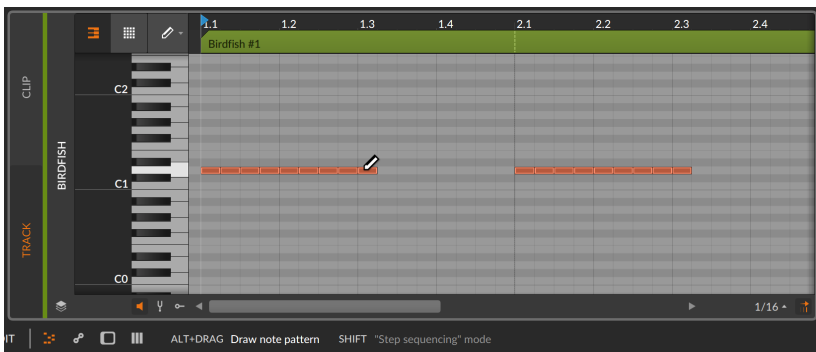 1.1 1.2 1.3 1.4 2.1 2.2 2.3 2.4
Birdfish #1
CLIP
TRACK
BIRDFISH
C2
C1
C0
1/16
IT
ALT+DRAG Draw note pattern SHIFT "Step sequencing" mode